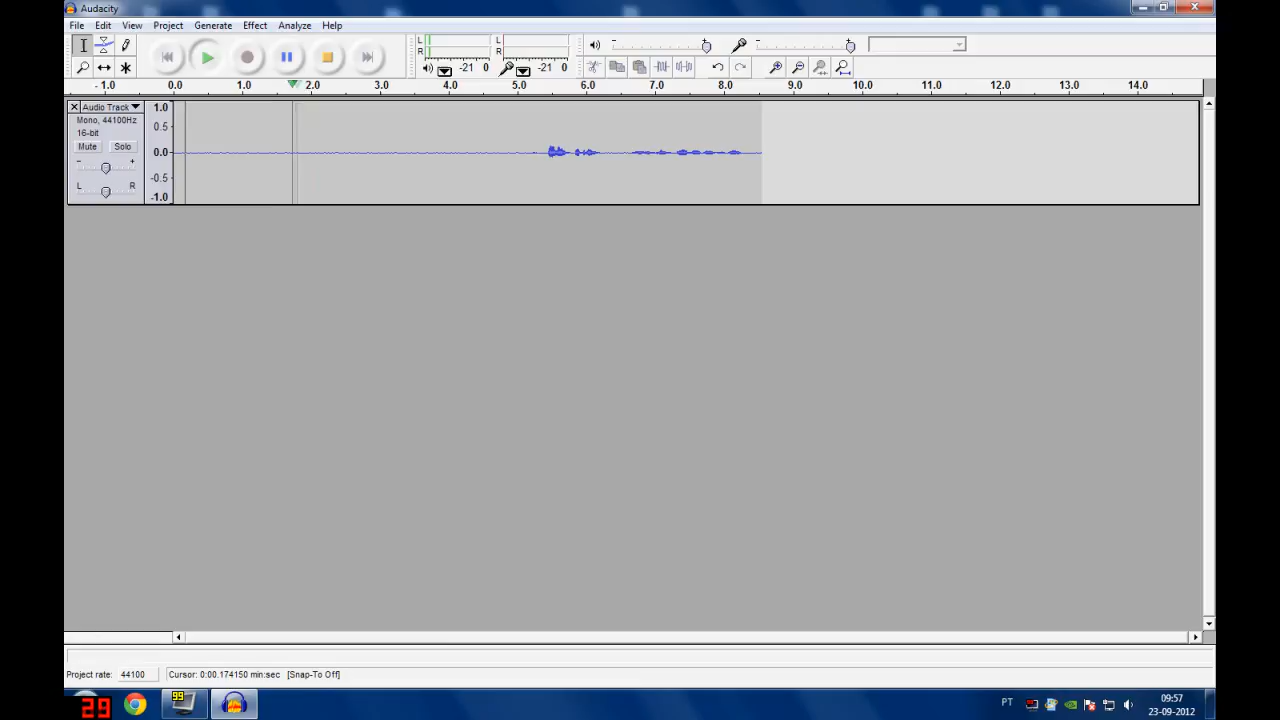 Audacity
File Edit View Project Generate Effect Analyze Help
L R L R
-21 0 -21 0
- 1.0 0.0 1.0 2.0 3.0 4.0 5.0 6.0 7.0 8.0 9.0 10.0 11.0 12.0 13.0 14.0
Audio Track 1.0
Mono, 44100Hz
16-bit 0.5
Mute Solo 0.0
- +
L R -0.5
-1.0
Project rate: 44100 Cursor: 0:00.174150 min:sec [Snap-To Off]
29 99 PT 09:57
23-09-2012